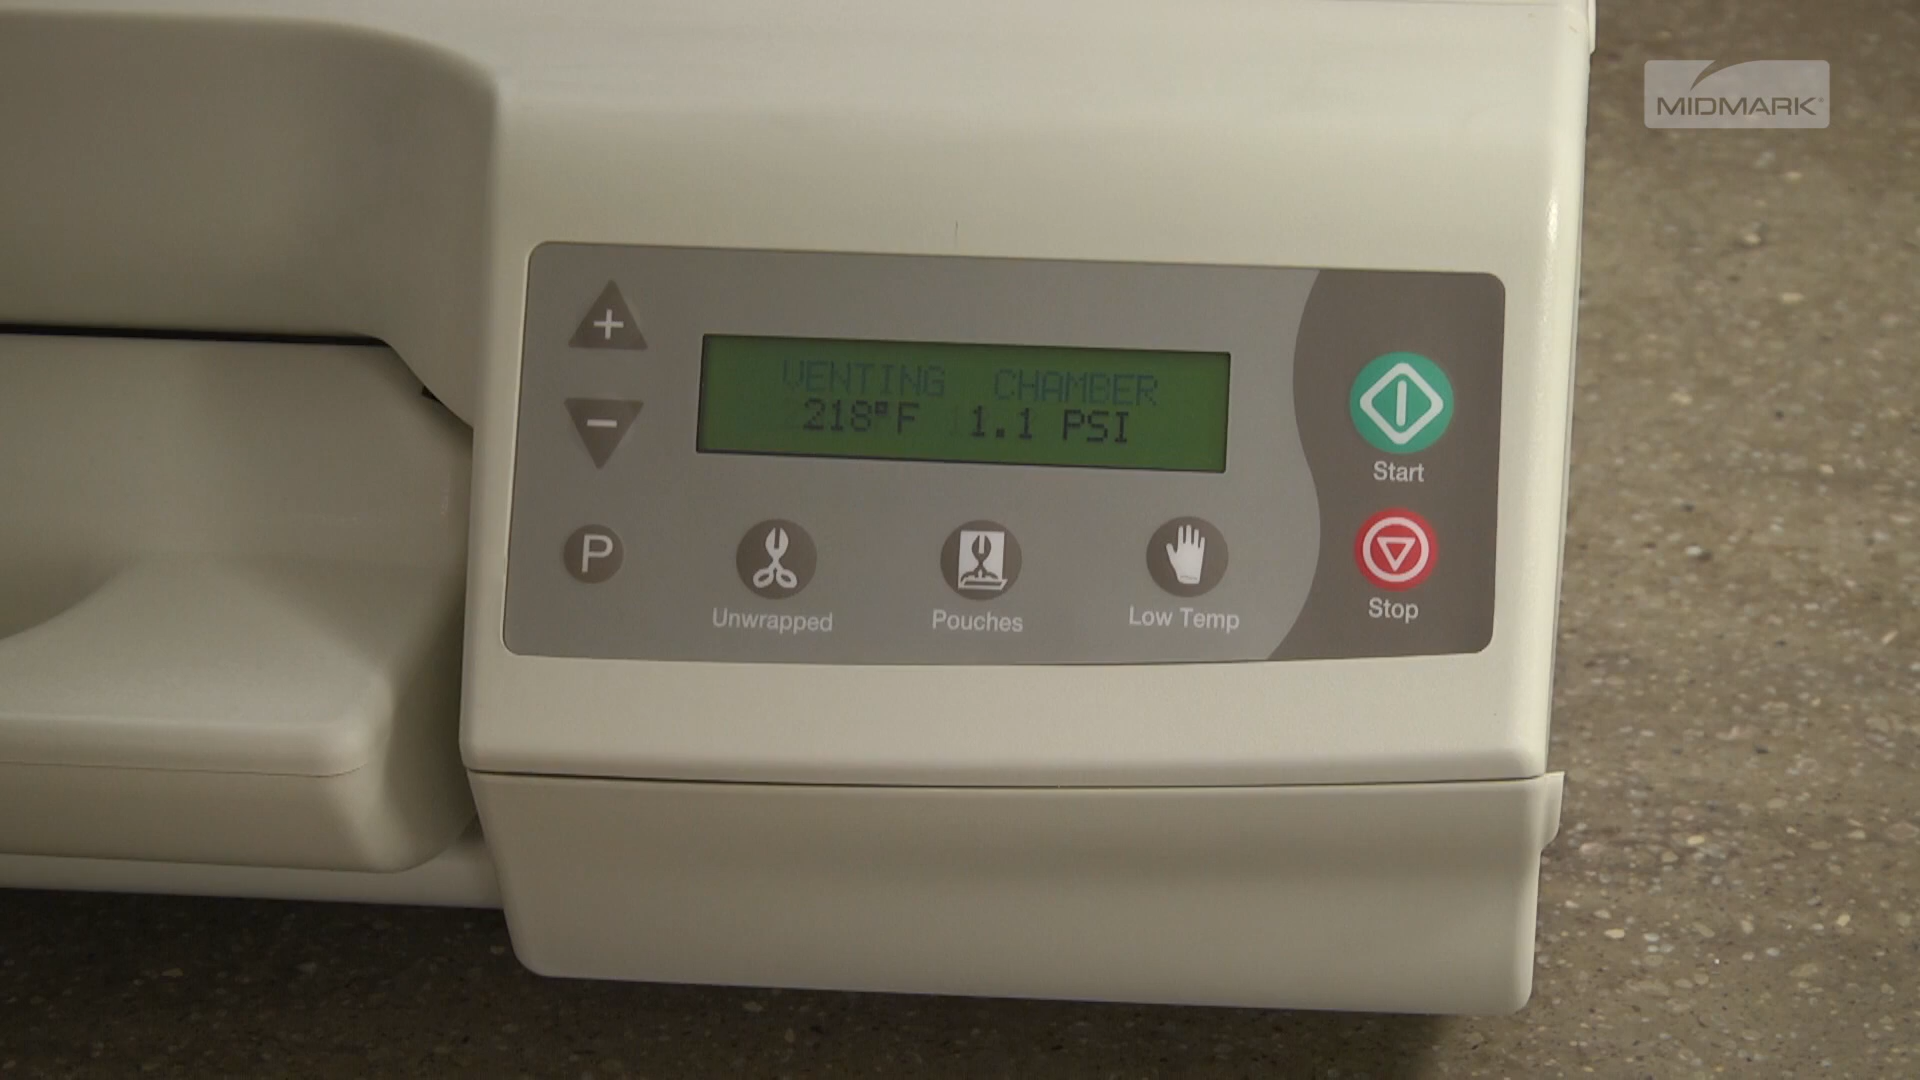 MIDMARK
+
VENTING CHAMBER
218°F 1.1 PSI
−
Start
P
Unwrapped
Pouches
Low Temp
Stop